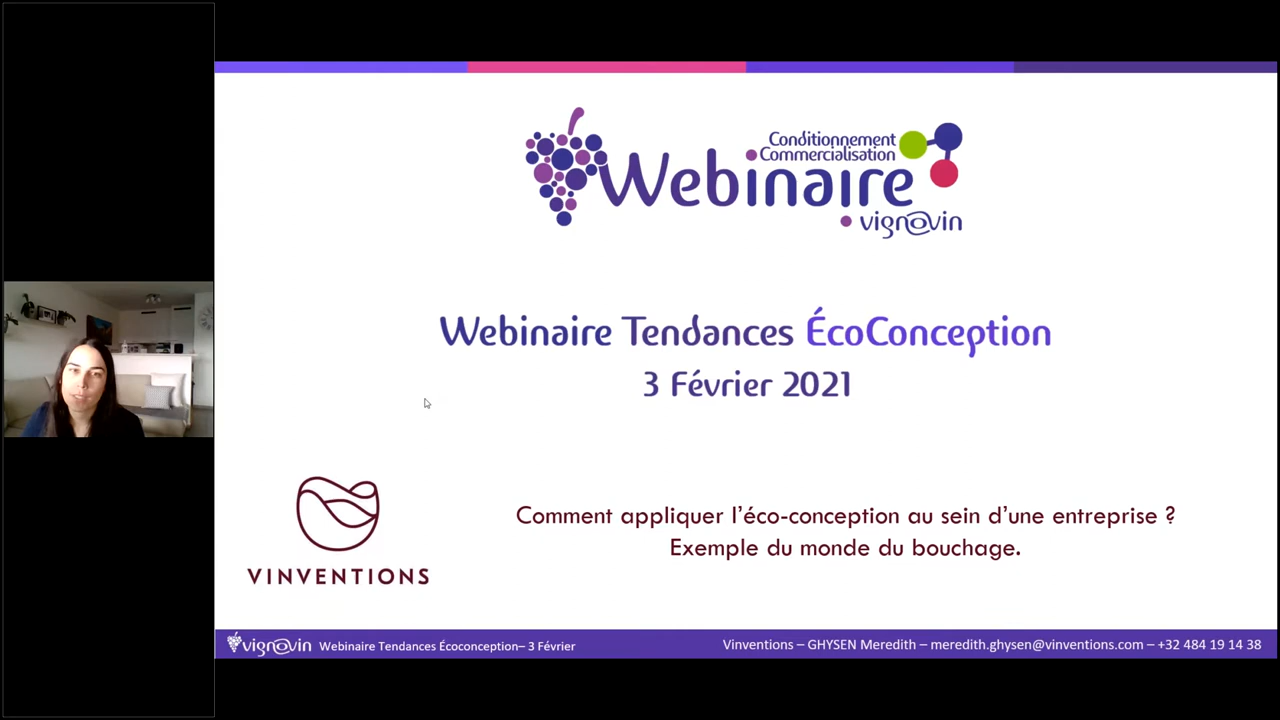 Conditionnement
Commercialisation
Webinaire
vignovin
Webinaire Tendances ÉcoConception
3 Février 2021
VINVENTIONS
Comment appliquer l'éco-conception au sein d'une entreprise ?
Exemple du monde du bouchage.
vignovin Webinaire Tendances Écoconception– 3 Février
Vinventions – GHYSEN Meredith – meredith.ghysen@vinventions.com – +32 484 19 14 38